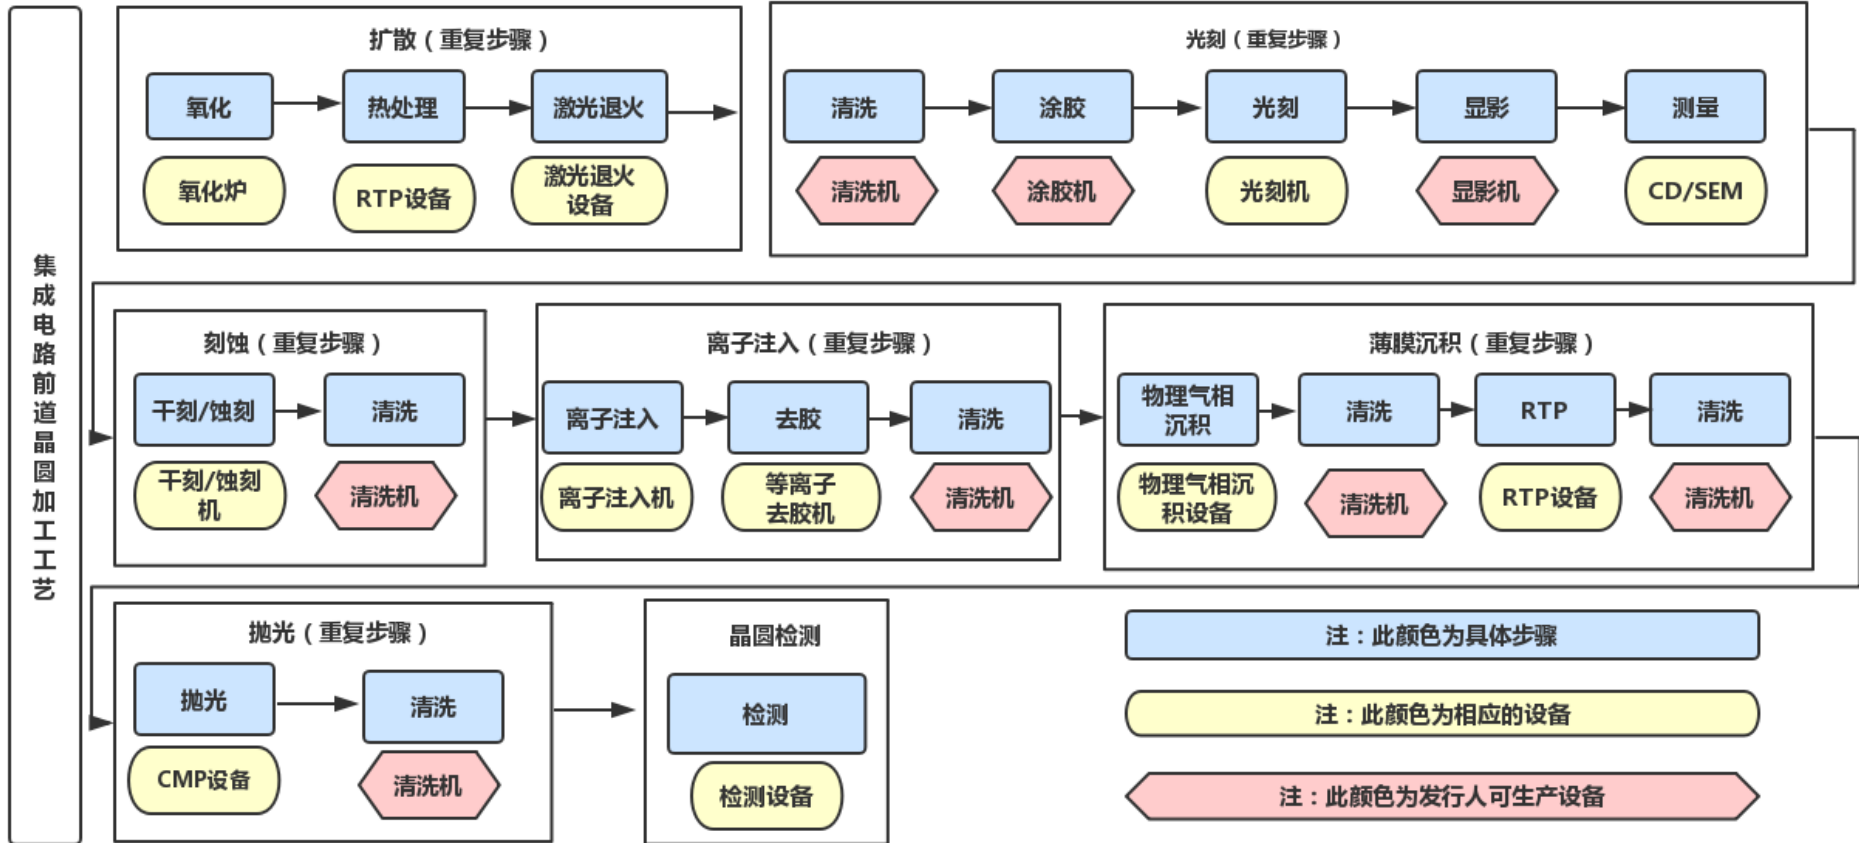 集成电路前道晶圆加工工艺
扩散（重复步骤）
氧化
热处理
激光退火
氧化炉
RTP设备
激光退火
设备
光刻（重复步骤）
清洗
涂胶
光刻
显影
测量
清洗机
涂胶机
光刻机
显影机
CD/SEM
刻蚀（重复步骤）
干刻/蚀刻
清洗
干刻/蚀刻
机
清洗机
离子注入（重复步骤）
离子注入
去胶
清洗
离子注入机
等离子
去胶机
清洗机
薄膜沉积（重复步骤）
物理气相
沉积
清洗
RTP
清洗
物理气相沉
积设备
清洗机
RTP设备
清洗机
抛光（重复步骤）
抛光
清洗
CMP设备
清洗机
晶圆检测
检测
检测设备
注：此颜色为具体步骤
注：此颜色为相应的设备
注：此颜色为发行人可生产设备